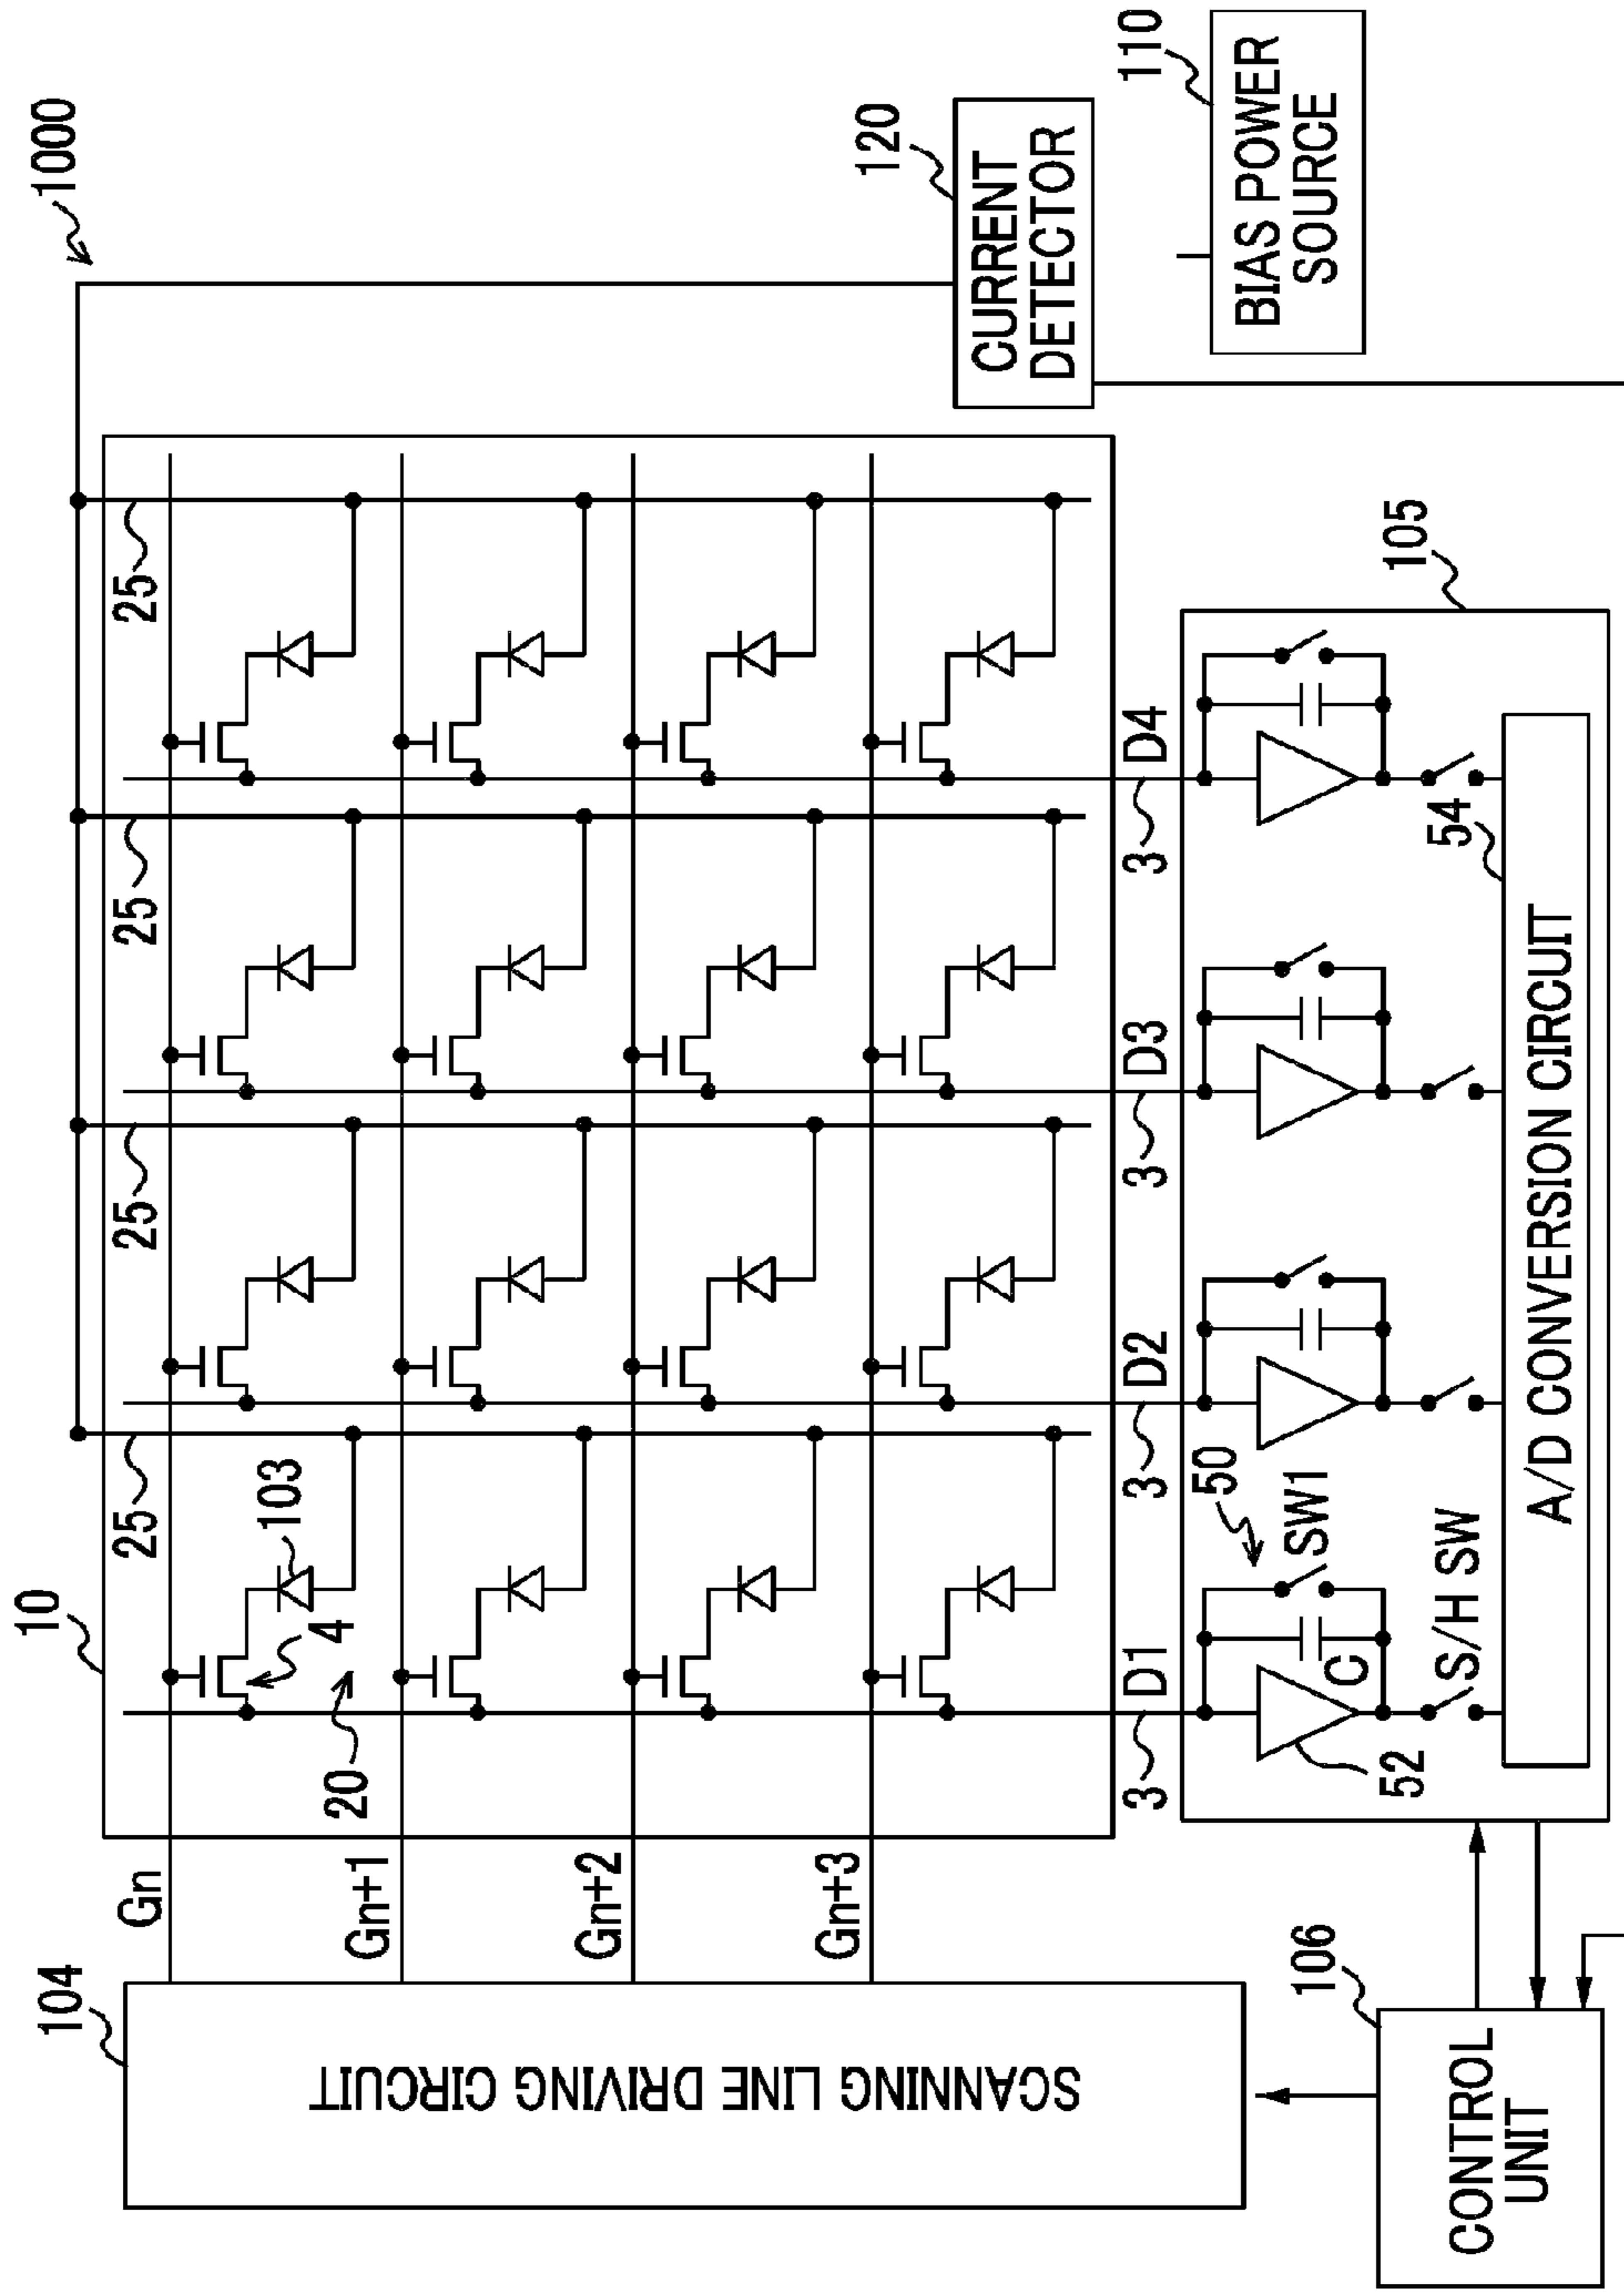 1000
10
25
25
25
25
120
CURRENT
DETECTOR
110
BIAS POWER
SOURCE
104
SCANNING LINE DRIVING CIRCUIT
Gn
Gn+1
Gn+2
Gn+3
103
4
20
3
D1
3
D2
3
D3
3
D4
105
50
SW1
C
52
S/H SW
54
A/D CONVERSION CIRCUIT
106
CONTROL
UNIT